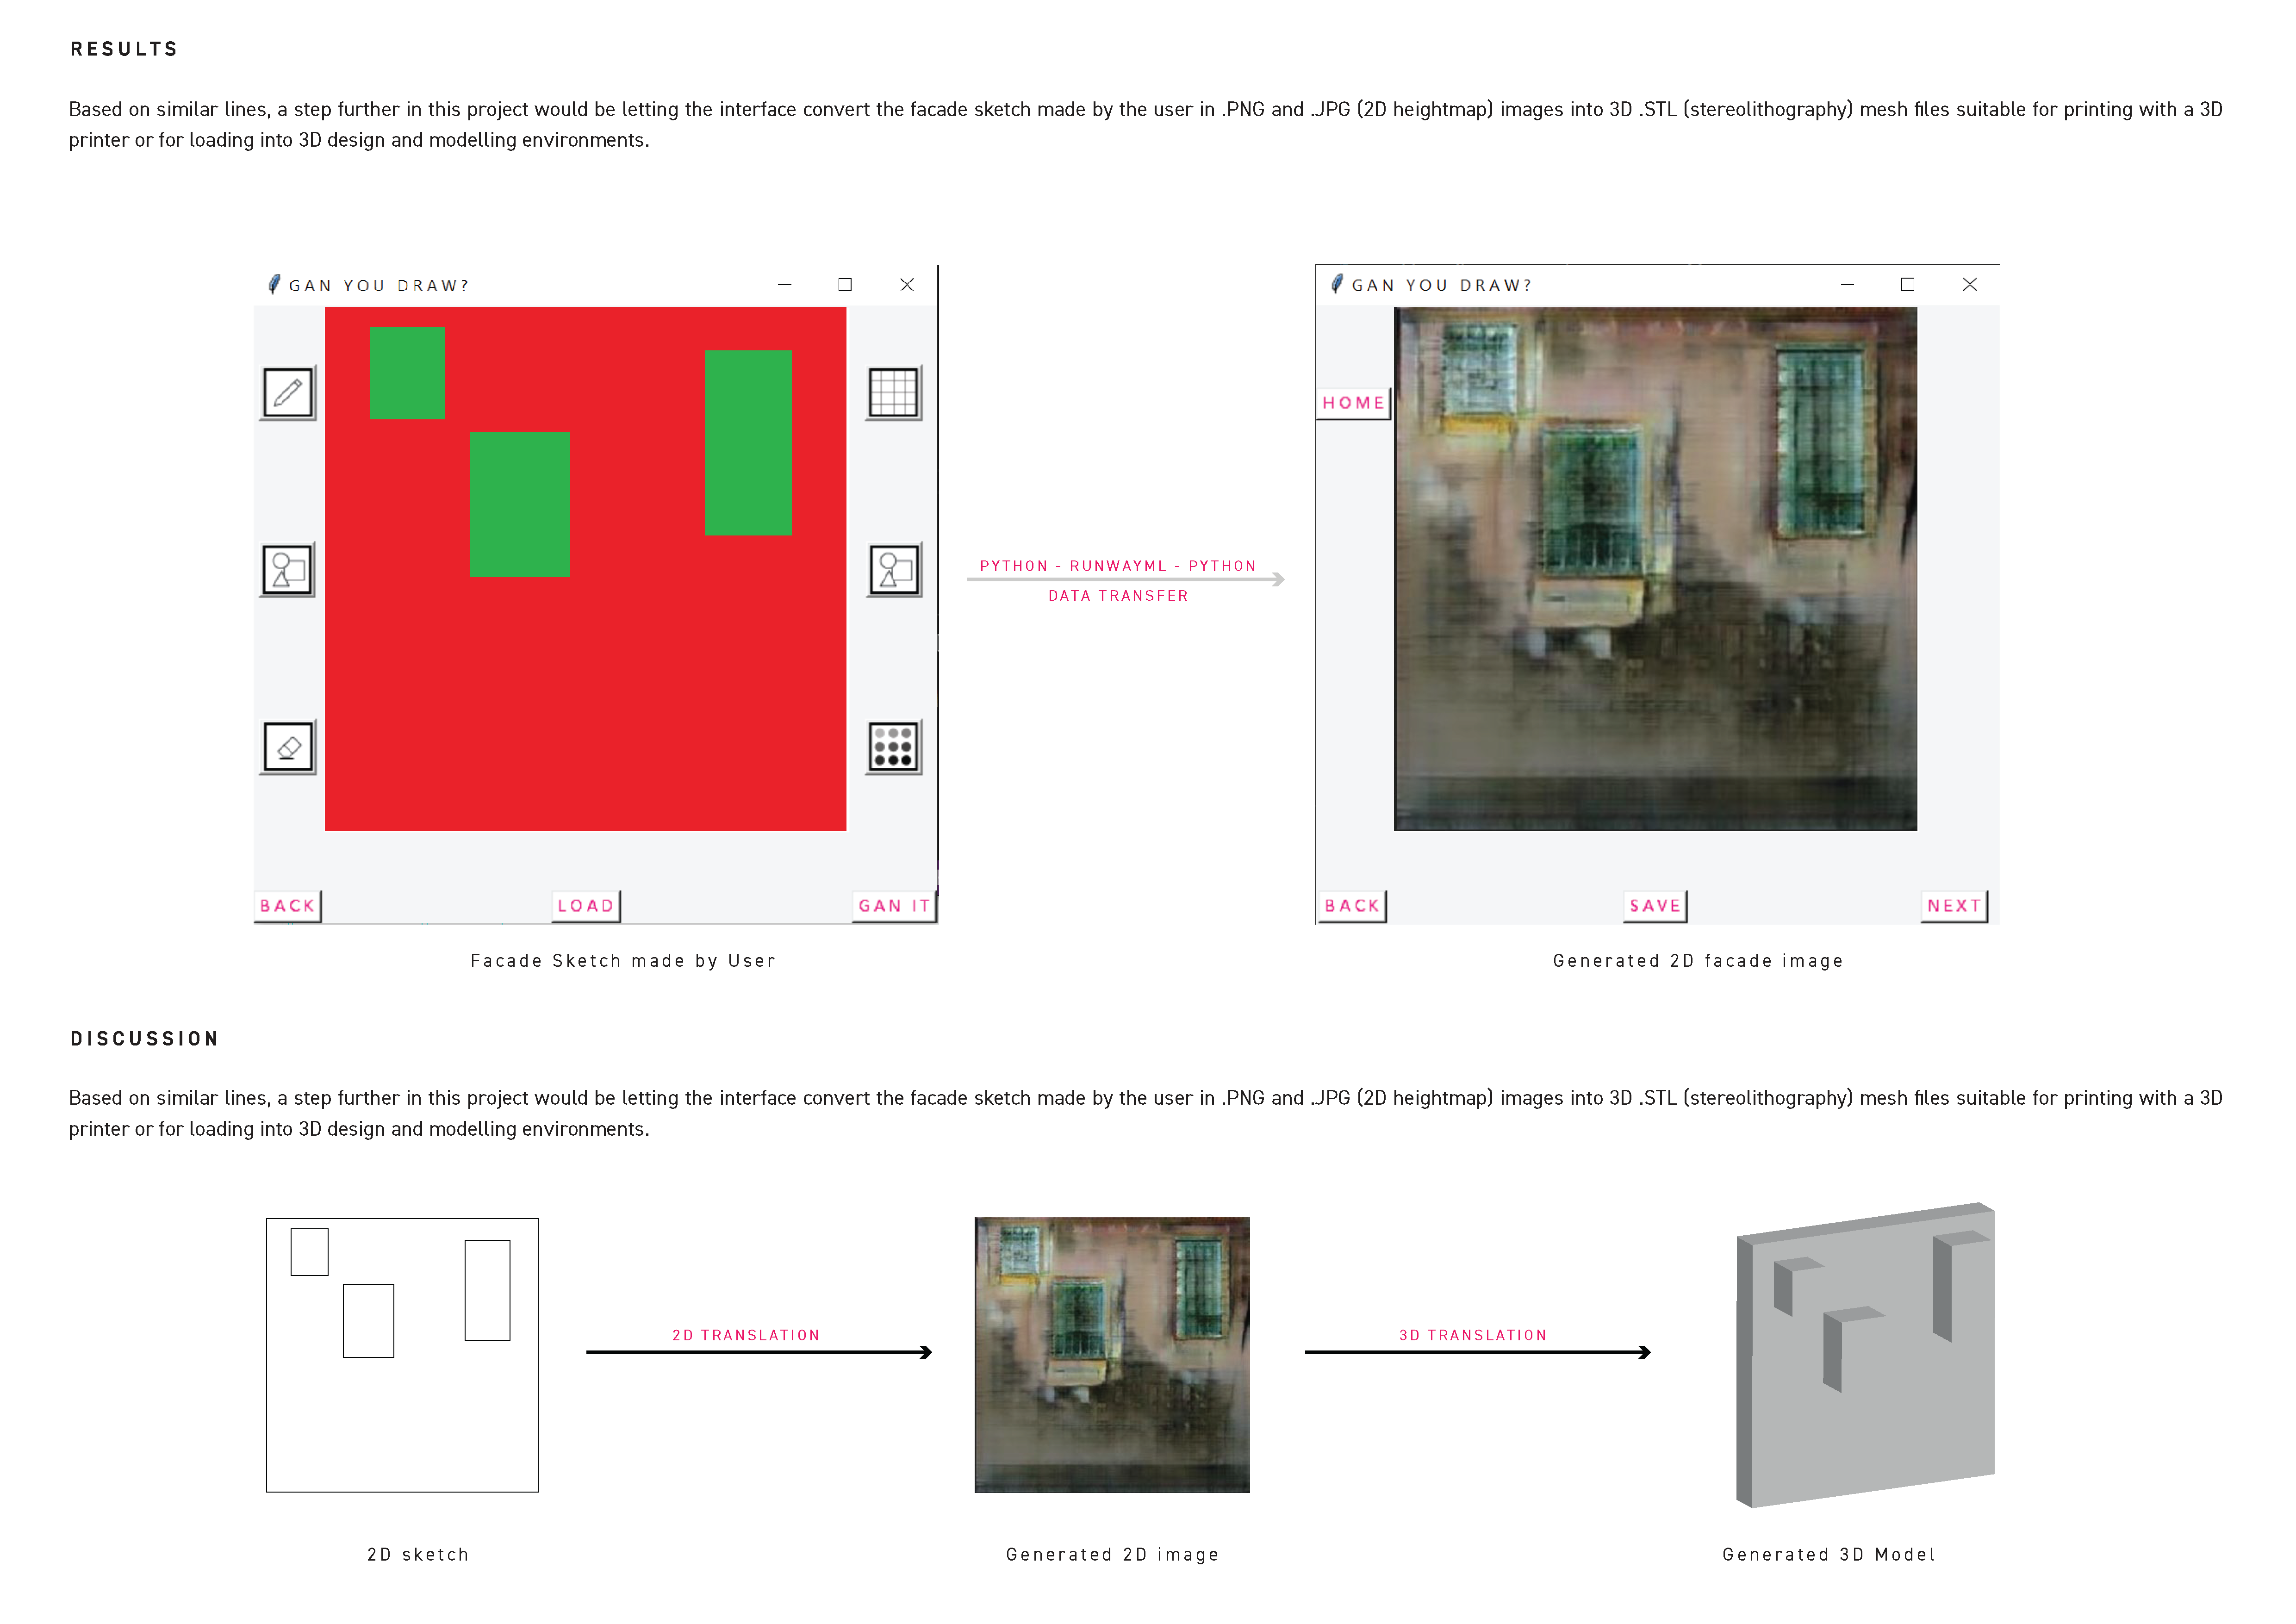 RESULTS
Based on similar lines, a step further in this project would be letting the interface convert the facade sketch made by the user in .PNG and .JPG (2D heightmap) images into 3D .STL (stereolithography) mesh files suitable for printing with a 3D
printer or for loading into 3D design and modelling environments.
GAN YOU DRAW?
BACK
LOAD
GAN IT
Facade Sketch made by User
PYTHON - RUNWAYML - PYTHON
DATA TRANSFER
GAN YOU DRAW?
HOME
BACK
SAVE
NEXT
Generated 2D facade image
DISCUSSION
Based on similar lines, a step further in this project would be letting the interface convert the facade sketch made by the user in .PNG and .JPG (2D heightmap) images into 3D .STL (stereolithography) mesh files suitable for printing with a 3D
printer or for loading into 3D design and modelling environments.
2D TRANSLATION
3D TRANSLATION
2D sketch
Generated 2D image
Generated 3D Model